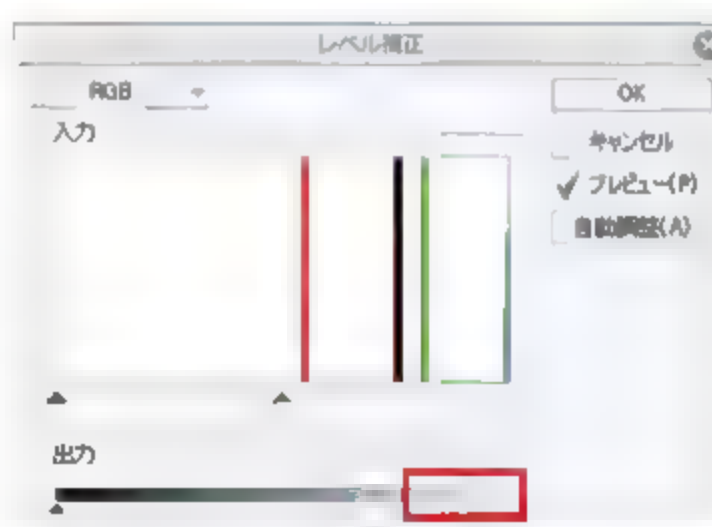 レベル補正
RGB
OK
入力
キャンセル
プレビュー(P)
自動調整(A)
出力